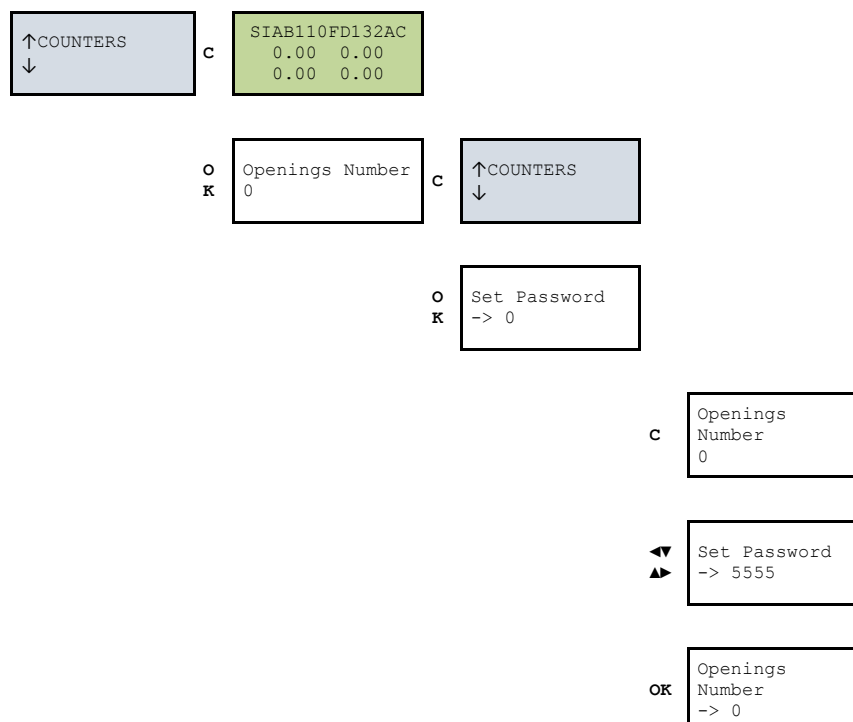 ↑COUNTERS
↓
C
SIAB110FD132AC
0.00 0.00
0.00 0.00
O
K
Openings Number
0
C
↑COUNTERS
↓
O
K
Set Password
-> 0
C
Openings
Number
0
◄▼
▲►
Set Password
-> 5555
OK
Openings
Number
-> 0